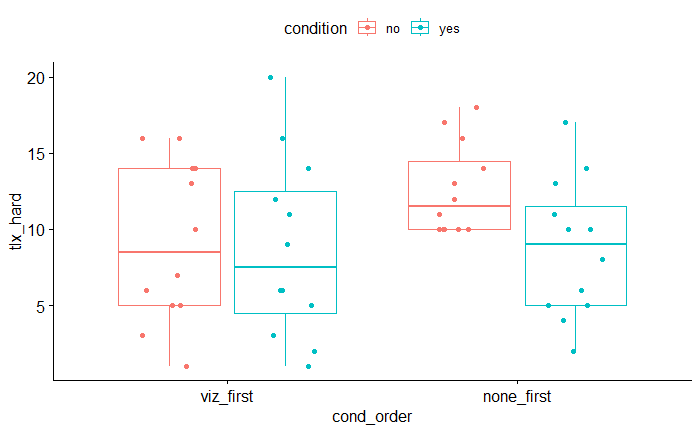 condition no yes
20
15
10
5
tlx_hard
viz_first none_first
cond_order